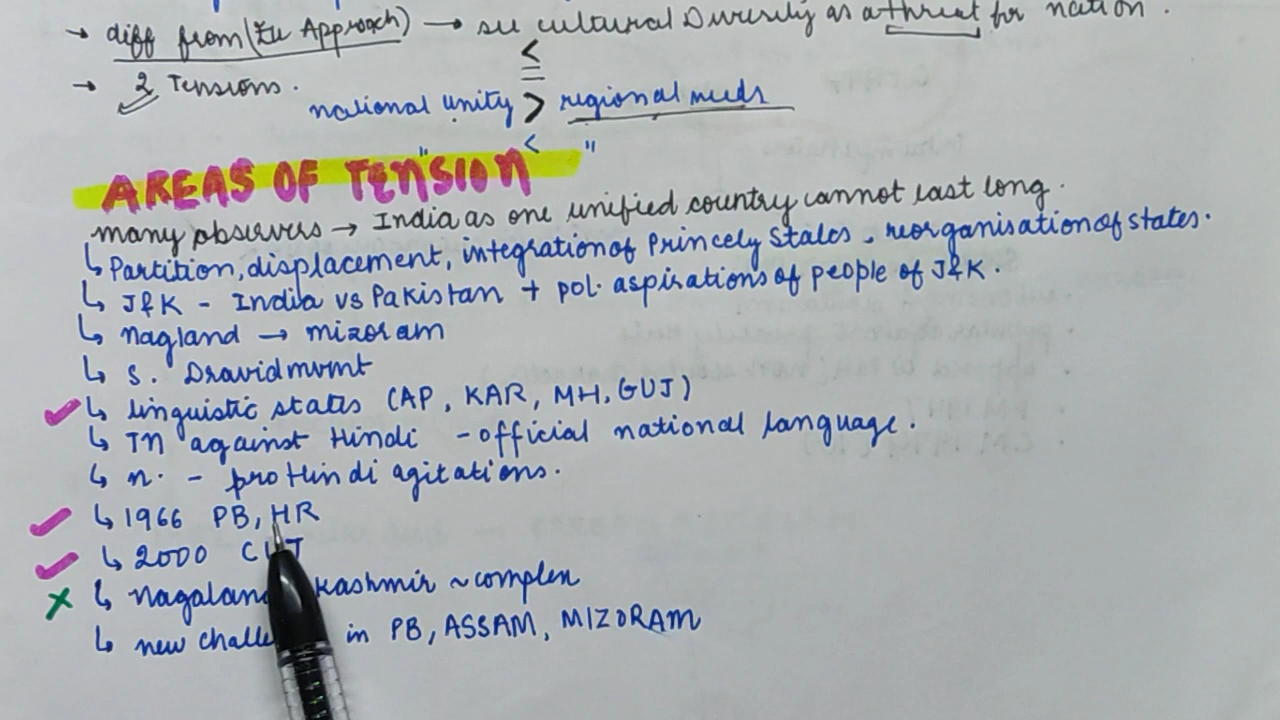 → diff from (Eu Approach) → see cultural Diversity as a threat for nation.
→ 2 Tensions.
<
=
national unity > regional needs
" < "
AREAS OF TENSION
many observers → India as one unified country cannot last long.
↳ Partition, displacement, integration of Princely States, reorganisation of states.
↳ J&K - India vs Pakistan + pol. aspirations of people of J&K.
↳ Nagland → mizoram
↳ S. Dravid mvmt
✓ ↳ linguistic states (AP, KAR, MH, GUJ)
↳ TN against Hindi - official national language.
↳ n. - pro Hindi agitations.
✓ ↳ 1966 PB, HR
✓ ↳ 2000
✗ ↳ Nagaland Kashmir ~ complex
↳ new in PB, ASSAM, MIZORAM